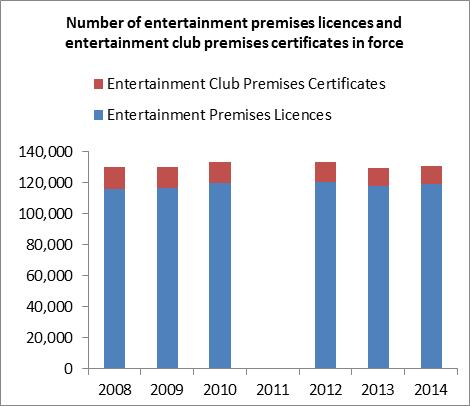 Number of entertainment premises licences and
entertainment club premises certificates in force
Entertainment Club Premises Certificates
Entertainment Premises Licences
140,000
120,000
100,000
80,000
60,000
40,000
20,000
0
2008 2009 2010 2011 2012 2013 2014